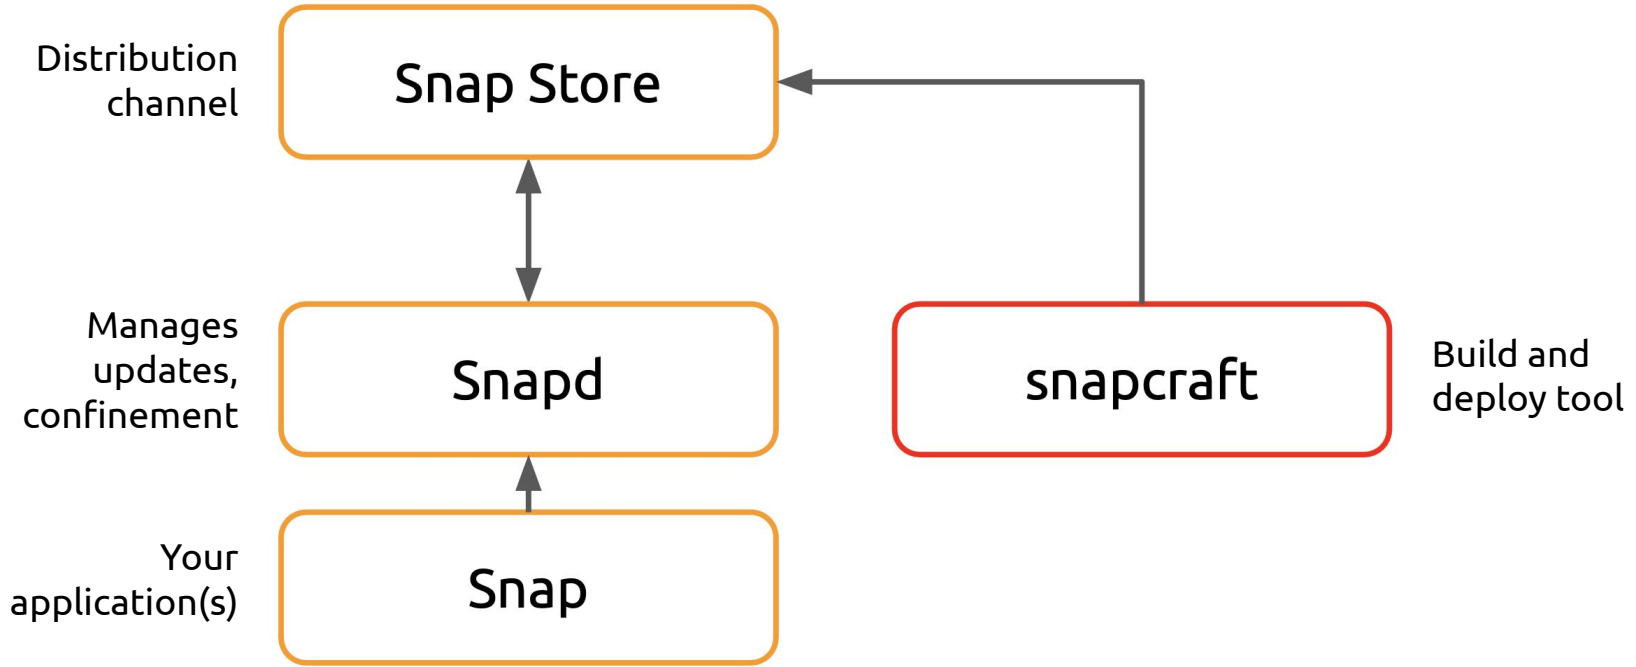 Distribution
channel
Snap Store
Manages
updates,
confinement
Snapd
snapcraft
Build and
deploy tool
Your
application(s)
Snap